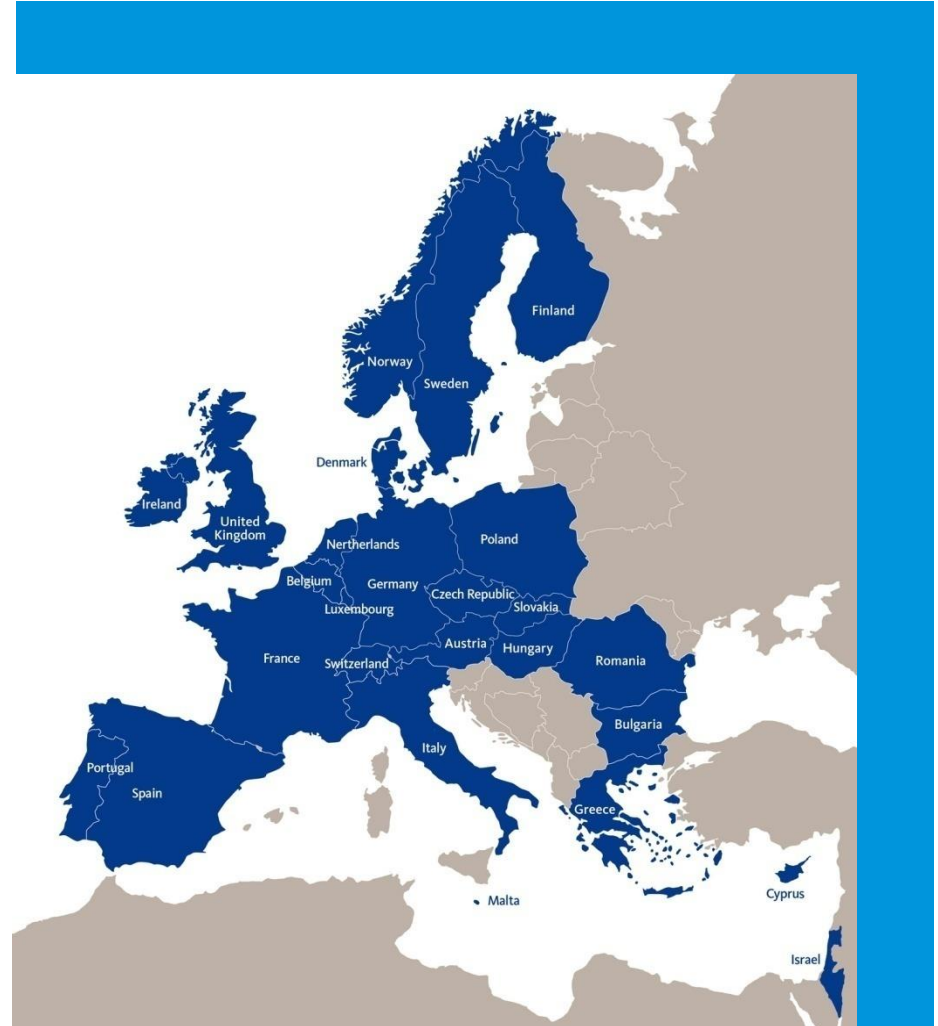 Finland
Norway
Sweden
Denmark
Ireland
United
Kingdom
Nertherlands
Poland
Belgium
Germany
Czech Republic
Slovakia
Luxembourg
Austria
Hungary
France
Switzerland
Romania
Bulgaria
Italy
Portugal
Spain
Greece
Cyprus
Malta
Israel